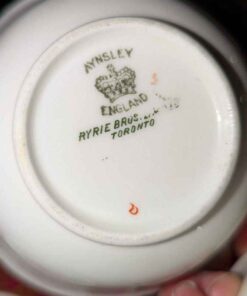 AYNSLEY
ENGLAND
RYRIE BROS.
TORONTO